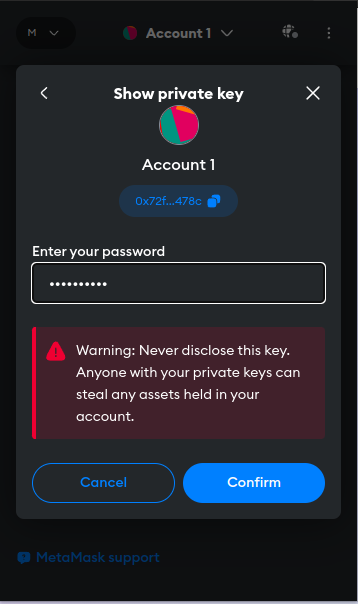 M
Account 1
Show private key
Account 1
0x72f...478c
Enter your password
••••••••••
Warning: Never disclose this key.
Anyone with your private keys can
steal any assets held in your
account.
Cancel
Confirm
MetaMask support